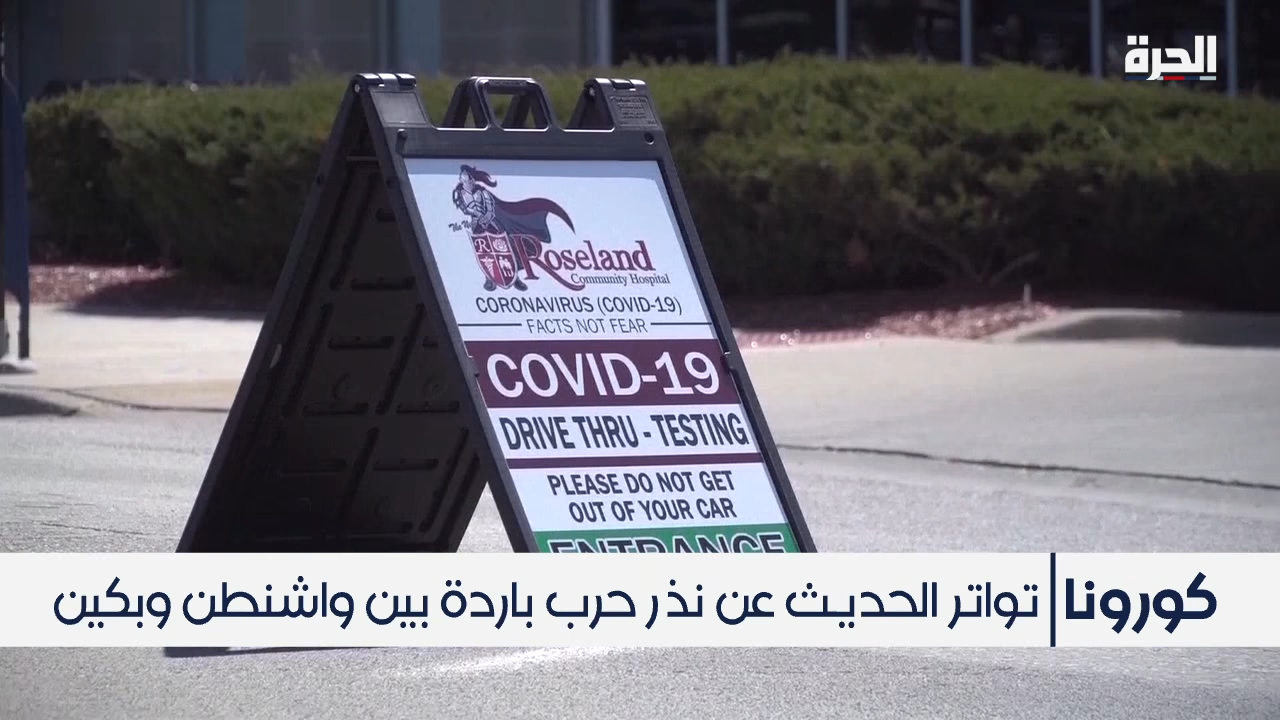 الحرة
Roseland
Community Hospital
CORONAVIRUS (COVID-19)
FACTS NOT FEAR
COVID-19
DRIVE THRU - TESTING
PLEASE DO NOT GET
OUT OF YOUR CAR
ENTRANCE
كورونا تواتر الحديث عن نذر حرب باردة بين واشنطن وبكين